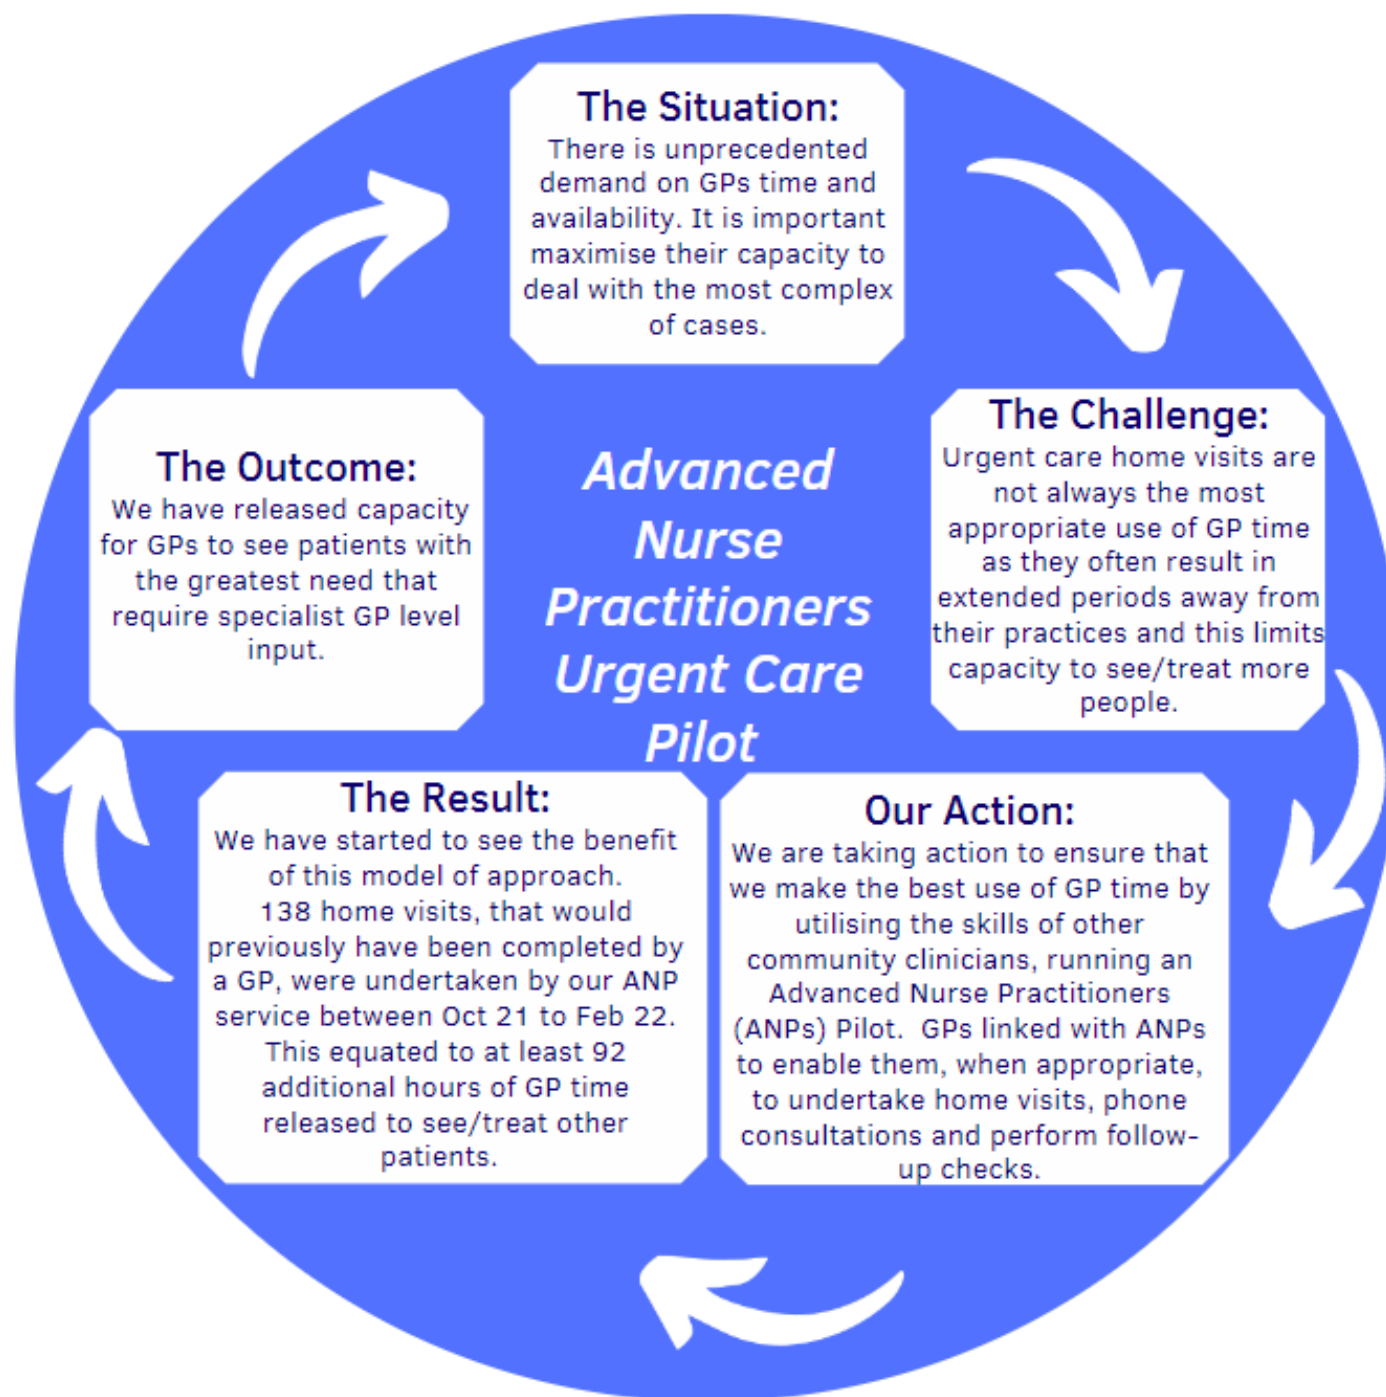 The Situation:
There is unprecedented
demand on GPs time and
availability. It is important
maximise their capacity to
deal with the most complex
of cases.
The Challenge:
Urgent care home visits are
not always the most
appropriate use of GP time
as they often result in
extended periods away from
their practices and this limits
capacity to see/treat more
people.
Our Action:
We are taking action to ensure that
we make the best use of GP time by
utilising the skills of other
community clinicians, running an
Advanced Nurse Practitioners
(ANPs) Pilot.  GPs linked with ANPs
to enable them, when appropriate,
to undertake home visits, phone
consultations and perform follow-
up checks.
The Result:
We have started to see the benefit
of this model of approach.
138 home visits, that would
previously have been completed by
a GP, were undertaken by our ANP
service between Oct 21 to Feb 22.
This equated to at least 92
additional hours of GP time
released to see/treat other
patients.
The Outcome:
We have released capacity
for GPs to see patients with
the greatest need that
require specialist GP level
input.
Advanced
Nurse
Practitioners
Urgent Care
Pilot